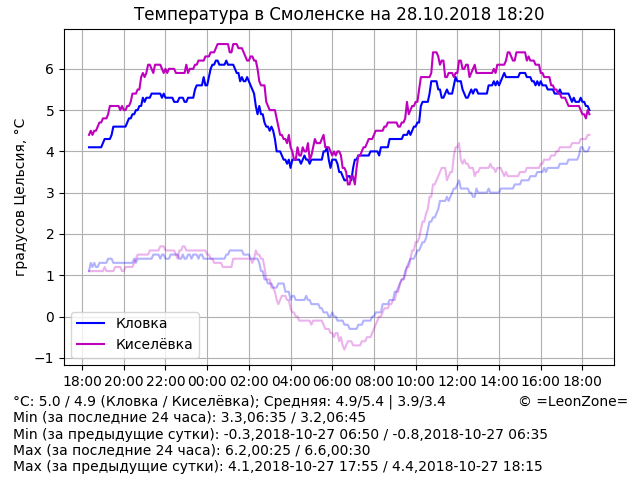 Температура в Смоленске на 28.10.2018 18:20
градусов Цельсия, °C
6
5
4
3
2
1
0
−1
Кловка
Киселёвка
18:00 20:00 22:00 00:00 02:00 04:00 06:00 08:00 10:00 12:00 14:00 16:00 18:00
°C: 5.0 / 4.9 (Кловка / Киселёвка); Средняя: 4.9/5.4 | 3.9/3.4 © =LeonZone=
Min (за последние 24 часа): 3.3,06:35 / 3.2,06:45
Min (за предыдущие сутки): -0.3,2018-10-27 06:50 / -0.8,2018-10-27 06:35
Max (за последние 24 часа): 6.2,00:25 / 6.6,00:30
Max (за предыдущие сутки): 4.1,2018-10-27 17:55 / 4.4,2018-10-27 18:15